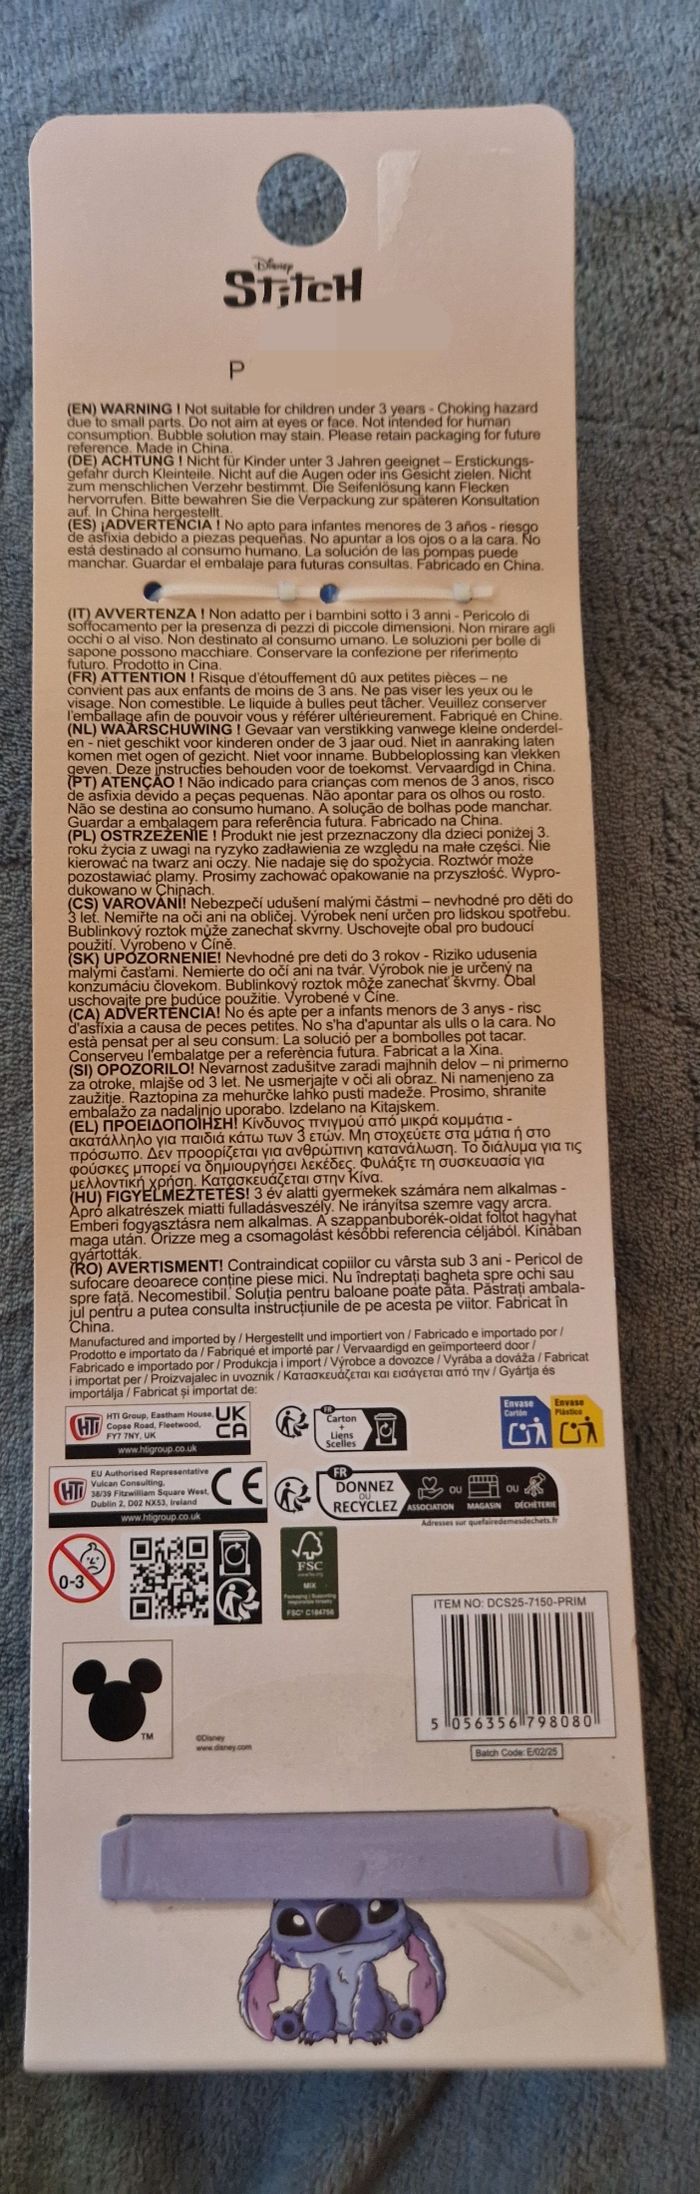 Disney
Stitch
P
(EN) WARNING ! Not suitable for children under 3 years - Choking hazard
due to small parts. Do not aim at eyes or face. Not intended for human
consumption. Bubble solution may stain. Please retain packaging for future
reference. Made in China.
(DE) ACHTUNG ! Nicht für Kinder unter 3 Jahren geeignet – Erstickungs-
gefahr durch Kleinteile. Nicht auf die Augen oder ins Gesicht zielen. Nicht
zum menschlichen Verzehr bestimmt. Die Seifenlösung kann Flecken
hervorrufen. Bitte bewahren Sie die Verpackung zur späteren Konsultation
auf. In China hergestellt.
(ES) ¡ADVERTENCIA ! No apto para infantes menores de 3 años - riesgo
de asfixia debido a piezas pequeñas. No apuntar a los ojos o a la cara. No
está destinado al consumo humano. La solución de las pompas puede
manchar. Guardar el embalaje para futuras consultas. Fabricado en China.
(IT) AVVERTENZA ! Non adatto per i bambini sotto i 3 anni - Pericolo di
soffocamento per la presenza di pezzi di piccole dimensioni. Non mirare agli
occhi o al viso. Non destinato al consumo umano. Le soluzioni per bolle di
sapone possono macchiare. Conservare la confezione per riferimento
futuro. Prodotto in Cina.
(FR) ATTENTION ! Risque d'étouffement dû aux petites pièces – ne
convient pas aux enfants de moins de 3 ans. Ne pas viser les yeux ou le
visage. Non comestible. Le liquide à bulles peut tâcher. Veuillez conserver
l'emballage afin de pouvoir vous y référer ultérieurement. Fabriqué en Chine.
(NL) WAARSCHUWING ! Gevaar van verstikking vanwege kleine onderdel-
en - niet geschikt voor kinderen onder de 3 jaar oud. Niet in aanraking laten
komen met ogen of gezicht. Niet voor inname. Bubbeloplossing kan vlekken
geven. Deze instructies behouden voor de toekomst. Vervaardigd in China.
(PT) ATENÇÃO ! Não indicado para crianças com menos de 3 anos, risco
de asfixia devido a peças pequenas. Não apontar para os olhos ou rosto.
Não se destina ao consumo humano. A solução de bolhas pode manchar.
Guardar a embalagem para referência futura. Fabricado na China.
(PL) OSTRZEŻENIE ! Produkt nie jest przeznaczony dla dzieci poniżej 3.
roku życia z uwagi na ryzyko zadławienia ze względu na małe części. Nie
kierować na twarz ani oczy. Nie nadaje się do spożycia. Roztwór może
pozostawiać plamy. Prosimy zachować opakowanie na przyszłość. Wypro-
dukowano w Chinach.
(CS) VAROVÁNÍ! Nebezpečí udušení malými částmi – nevhodné pro děti do
3 let. Nemiřte na oči ani na obličej. Výrobek není určen pro lidskou spotřebu.
Bublinkový roztok může zanechat skvrny. Uschovejte obal pro budoucí
použití. Vyrobeno v Číně.
(SK) UPOZORNENIE! Nevhodné pre deti do 3 rokov - Riziko udusenia
malými časťami. Nemierte do očí ani na tvár. Výrobok nie je určený na
konzumáciu človekom. Bublinkový roztok môže zanechať škvrny. Obal
uschovajte pre budúce použitie. Vyrobené v Číne.
(CA) ADVERTÈNCIA! No és apte per a infants menors de 3 anys - risc
d'asfíxia a causa de peces petites. No s'ha d'apuntar als ulls o la cara. No
està pensat per al seu consum. La solució per a bombolles pot tacar.
Conserveu l'embalatge per a referència futura. Fabricat a la Xina.
(SI) OPOZORILO! Nevarnost zadušitve zaradi majhnih delov – ni primerno
za otroke, mlajše od 3 let. Ne usmerjajte v oči ali obraz. Ni namenjeno za
zaužitje. Raztopina za mehurčke lahko pusti madeže. Prosimo, shranite
embalažo za nadaljnjo uporabo. Izdelano na Kitajskem.
(EL) ΠΡΟΕΙΔΟΠΟΙΗΣΗ! Κίνδυνος πνιγμού από μικρά κομμάτια -
ακατάλληλο για παιδιά κάτω των 3 ετών. Μη στοχεύετε στα μάτια ή στο
πρόσωπο. Δεν προορίζεται για ανθρώπινη κατανάλωση. Το διάλυμα για τις
φούσκες μπορεί να δημιουργήσει λεκέδες. Φυλάξτε τη συσκευασία για
μελλοντική χρήση. Κατασκευάζεται στην Κίνα.
(HU) FIGYELMEZTETÉS! 3 év alatti gyermekek számára nem alkalmas -
Apró alkatrészek miatti fulladásveszély. Ne irányítsa szemre vagy arcra.
Emberi fogyasztásra nem alkalmas. A szappanbuborék-oldat foltot hagyhat
maga után. Őrizze meg a csomagolást későbbi referencia céljából. Kínában
gyártották.
(RO) AVERTISMENT! Contraindicat copiilor cu vârsta sub 3 ani - Pericol de
sufocare deoarece conține piese mici. Nu îndreptați bagheta spre ochi sau
spre față. Necomestibil. Soluția pentru baloane poate păta. Păstrați ambala-
jul pentru a putea consulta instrucțiunile de pe acesta pe viitor. Fabricat în
China.
Manufactured and imported by / Hergestellt und importiert von / Fabricado e importado por /
Prodotto e importato da / Fabriqué et importé par / Vervaardigd en geïmporteerd door /
Fabricado e importado por / Produkcja i import / Výrobce a dovozce / Vyrába a dováža / Fabricat
i importat per / Proizvajalec in uvoznik / Κατασκευάζεται και εισάγεται από την / Gyártja és
importálja / Fabricat și importat de:
HTI
HTI Group, Eastham House,
Copse Road, Fleetwood,
FY7 7NY, UK
www.htigroup.co.uk
UK
CA
FR
Carton
+
Liens
Scelles
Envase
Cartón
Envase
Plástico
HTI
EU Authorised Representative
Vulcan Consulting,
38/39 Fitzwilliam Square West,
Dublin 2, D02 NX53, Ireland
www.htigroup.co.uk
CE
FR
DONNEZ
OU
RECYCLEZ
ASSOCIATION
OU
MAGASIN
OU
DÉCHÈTERIE
Adresses sur quefairedemesdechets.fr
0-3
FSC
www.fsc.org
MIX
Packaging | Supporting
responsible forestry
FSC® C184756
ITEM NO: DCS25-7150-PRIM
5 056356 798080
Batch Code: E/02/25
TM
©Disney
www.disney.com